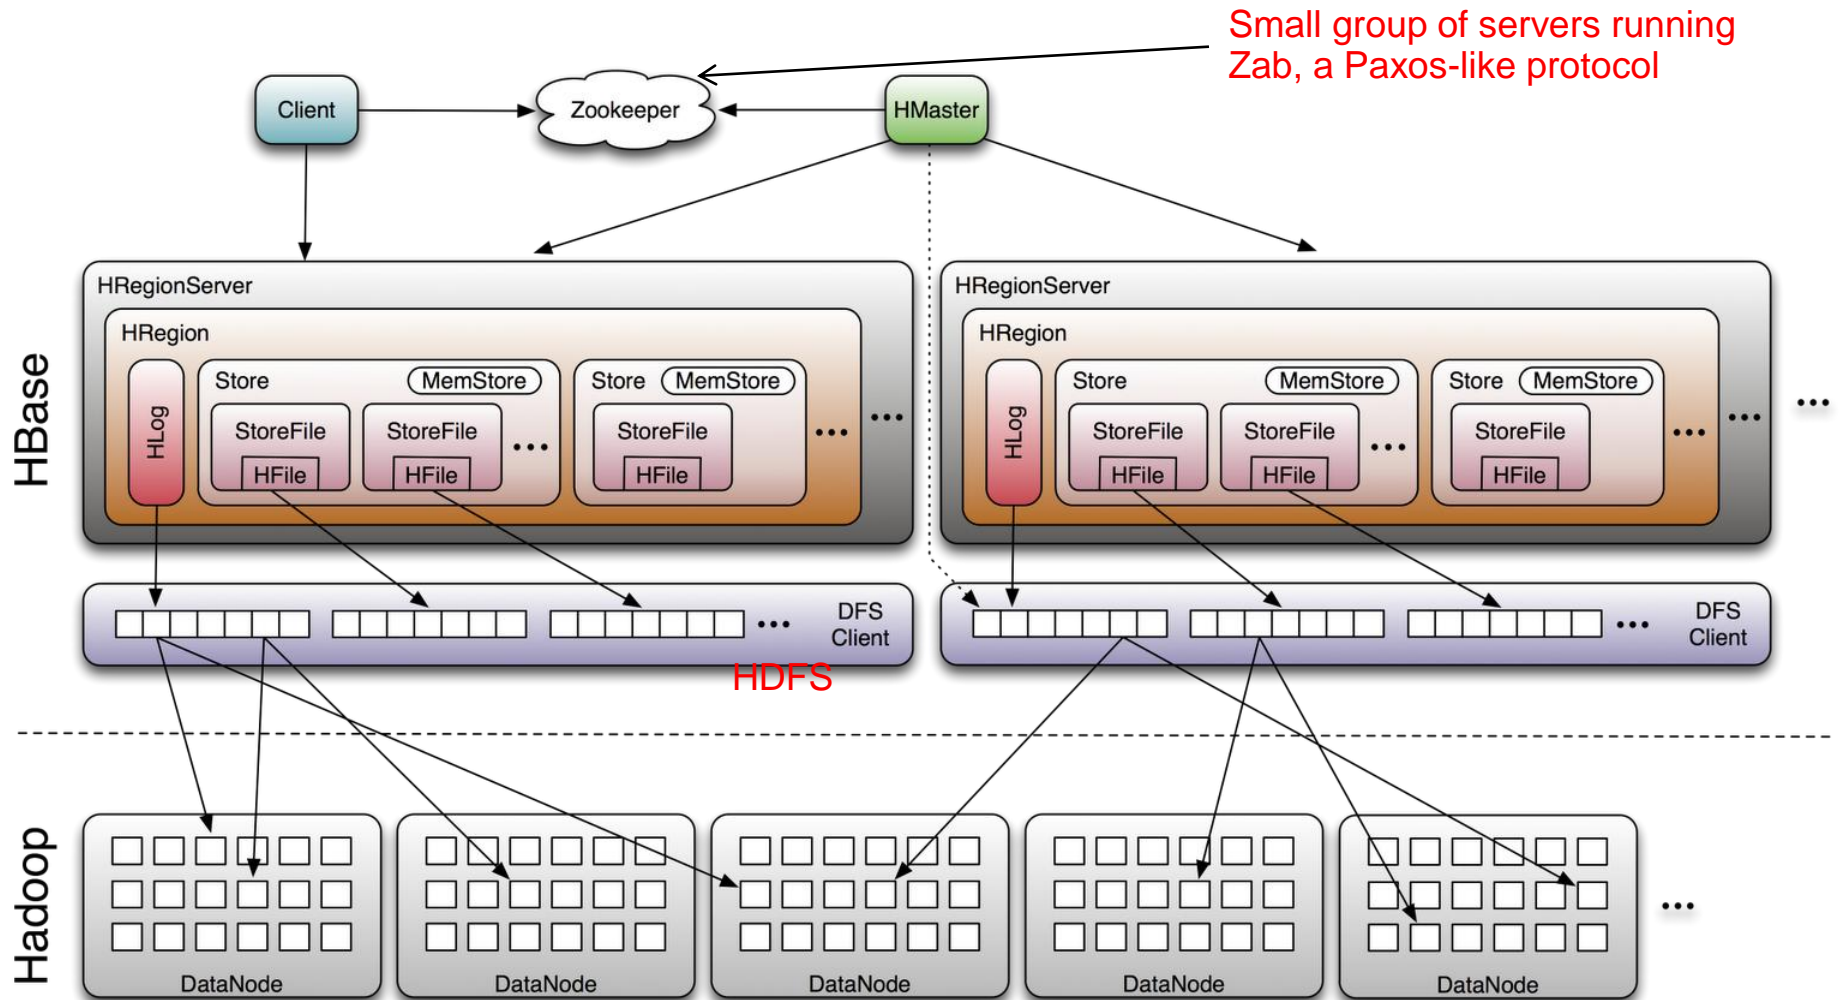 Small group of servers running
Zab, a Paxos-like protocol
Client
Zookeeper
HMaster
HBase
HRegionServer
HRegion
HLog
Store
MemStore
StoreFile
HFile
StoreFile
HFile
...
Store
MemStore
StoreFile
HFile
...
...
HRegionServer
HRegion
HLog
Store
MemStore
StoreFile
HFile
StoreFile
HFile
...
Store
MemStore
StoreFile
HFile
...
...
...
...
DFS
Client
HDFS
...
DFS
Client
Hadoop
DataNode
DataNode
DataNode
DataNode
DataNode
...